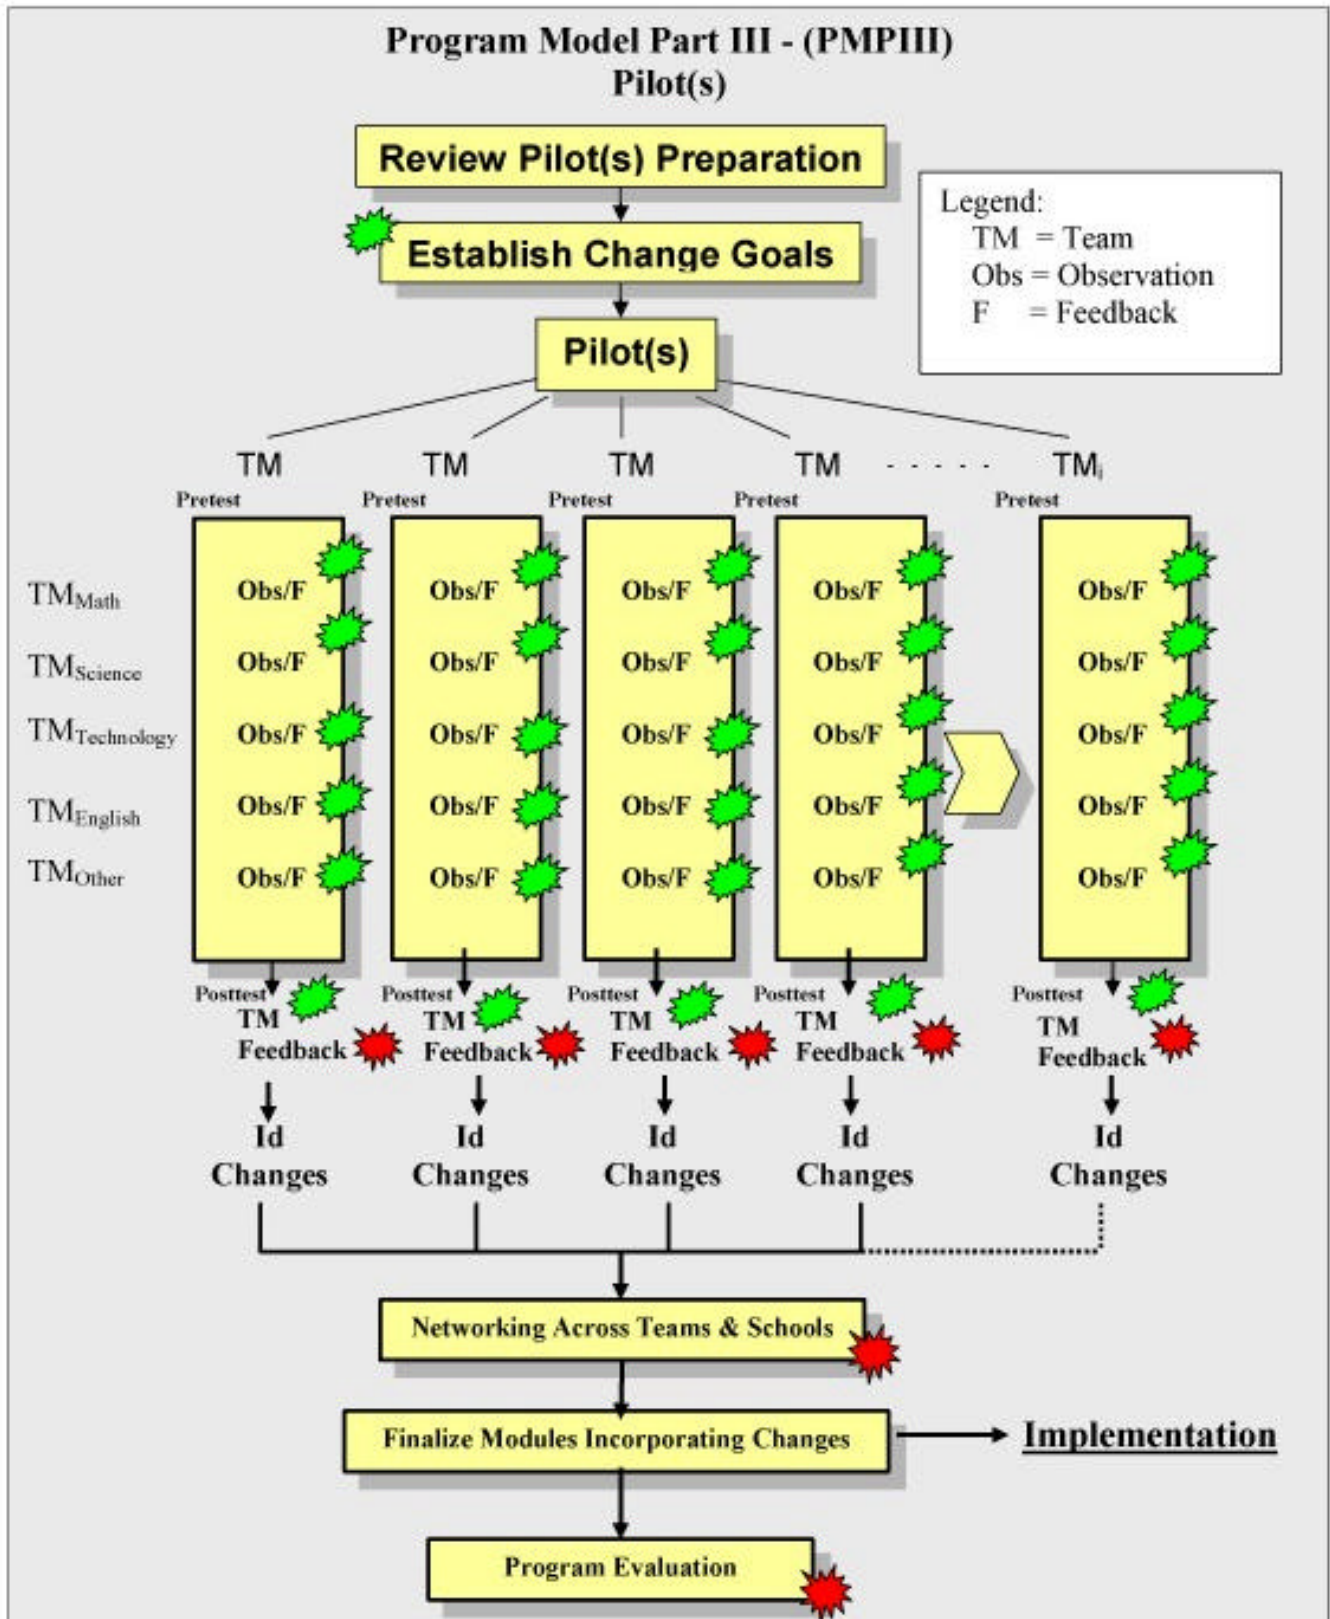 Program Model Part III - (PMPIII)
Pilot(s)
Review Pilot(s) Preparation
Establish Change Goals
Legend:
TM = Team
Obs = Observation
F = Feedback
Pilot(s)
TM TM TM TM - - - - - - TMi
Pretest Pretest Pretest Pretest Pretest
TMMath Obs/F Obs/F Obs/F Obs/F Obs/F
TMScience Obs/F Obs/F Obs/F Obs/F Obs/F
TMTechnology Obs/F Obs/F Obs/F Obs/F Obs/F
TMEnglish Obs/F Obs/F Obs/F Obs/F Obs/F
TMOther Obs/F Obs/F Obs/F Obs/F Obs/F
Posttest Posttest Posttest Posttest Posttest
TM TM TM TM TM
Feedback Feedback Feedback Feedback Feedback
Id Id Id Id Id
Changes Changes Changes Changes Changes
Networking Across Teams & Schools
Finalize Modules Incorporating Changes Implementation
Program Evaluation